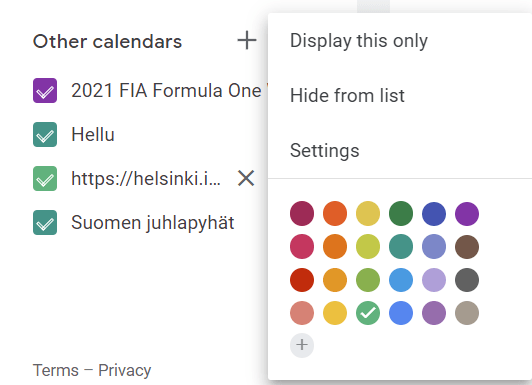 Other calendars
2021 FIA Formula One
Hellu
https://helsinki.i...
Suomen juhlapyhät
Terms – Privacy
Display this only
Hide from list
Settings